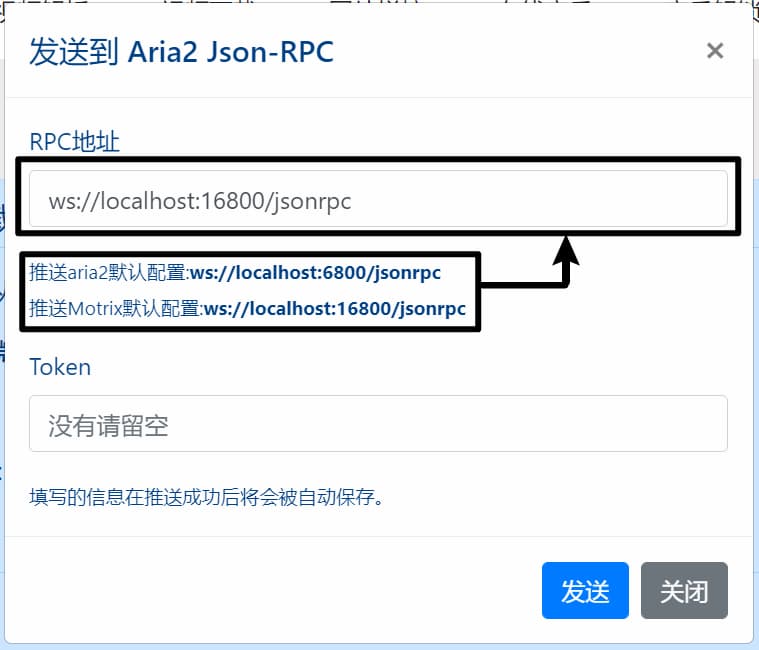 发送到 Aria2 Json-RPC
×
RPC地址
ws://localhost:16800/jsonrpc
推送aria2默认配置:ws://localhost:6800/jsonrpc
推送Motrix默认配置:ws://localhost:16800/jsonrpc
Token
没有请留空
填写的信息在推送成功后将会被自动保存。
发送 关闭